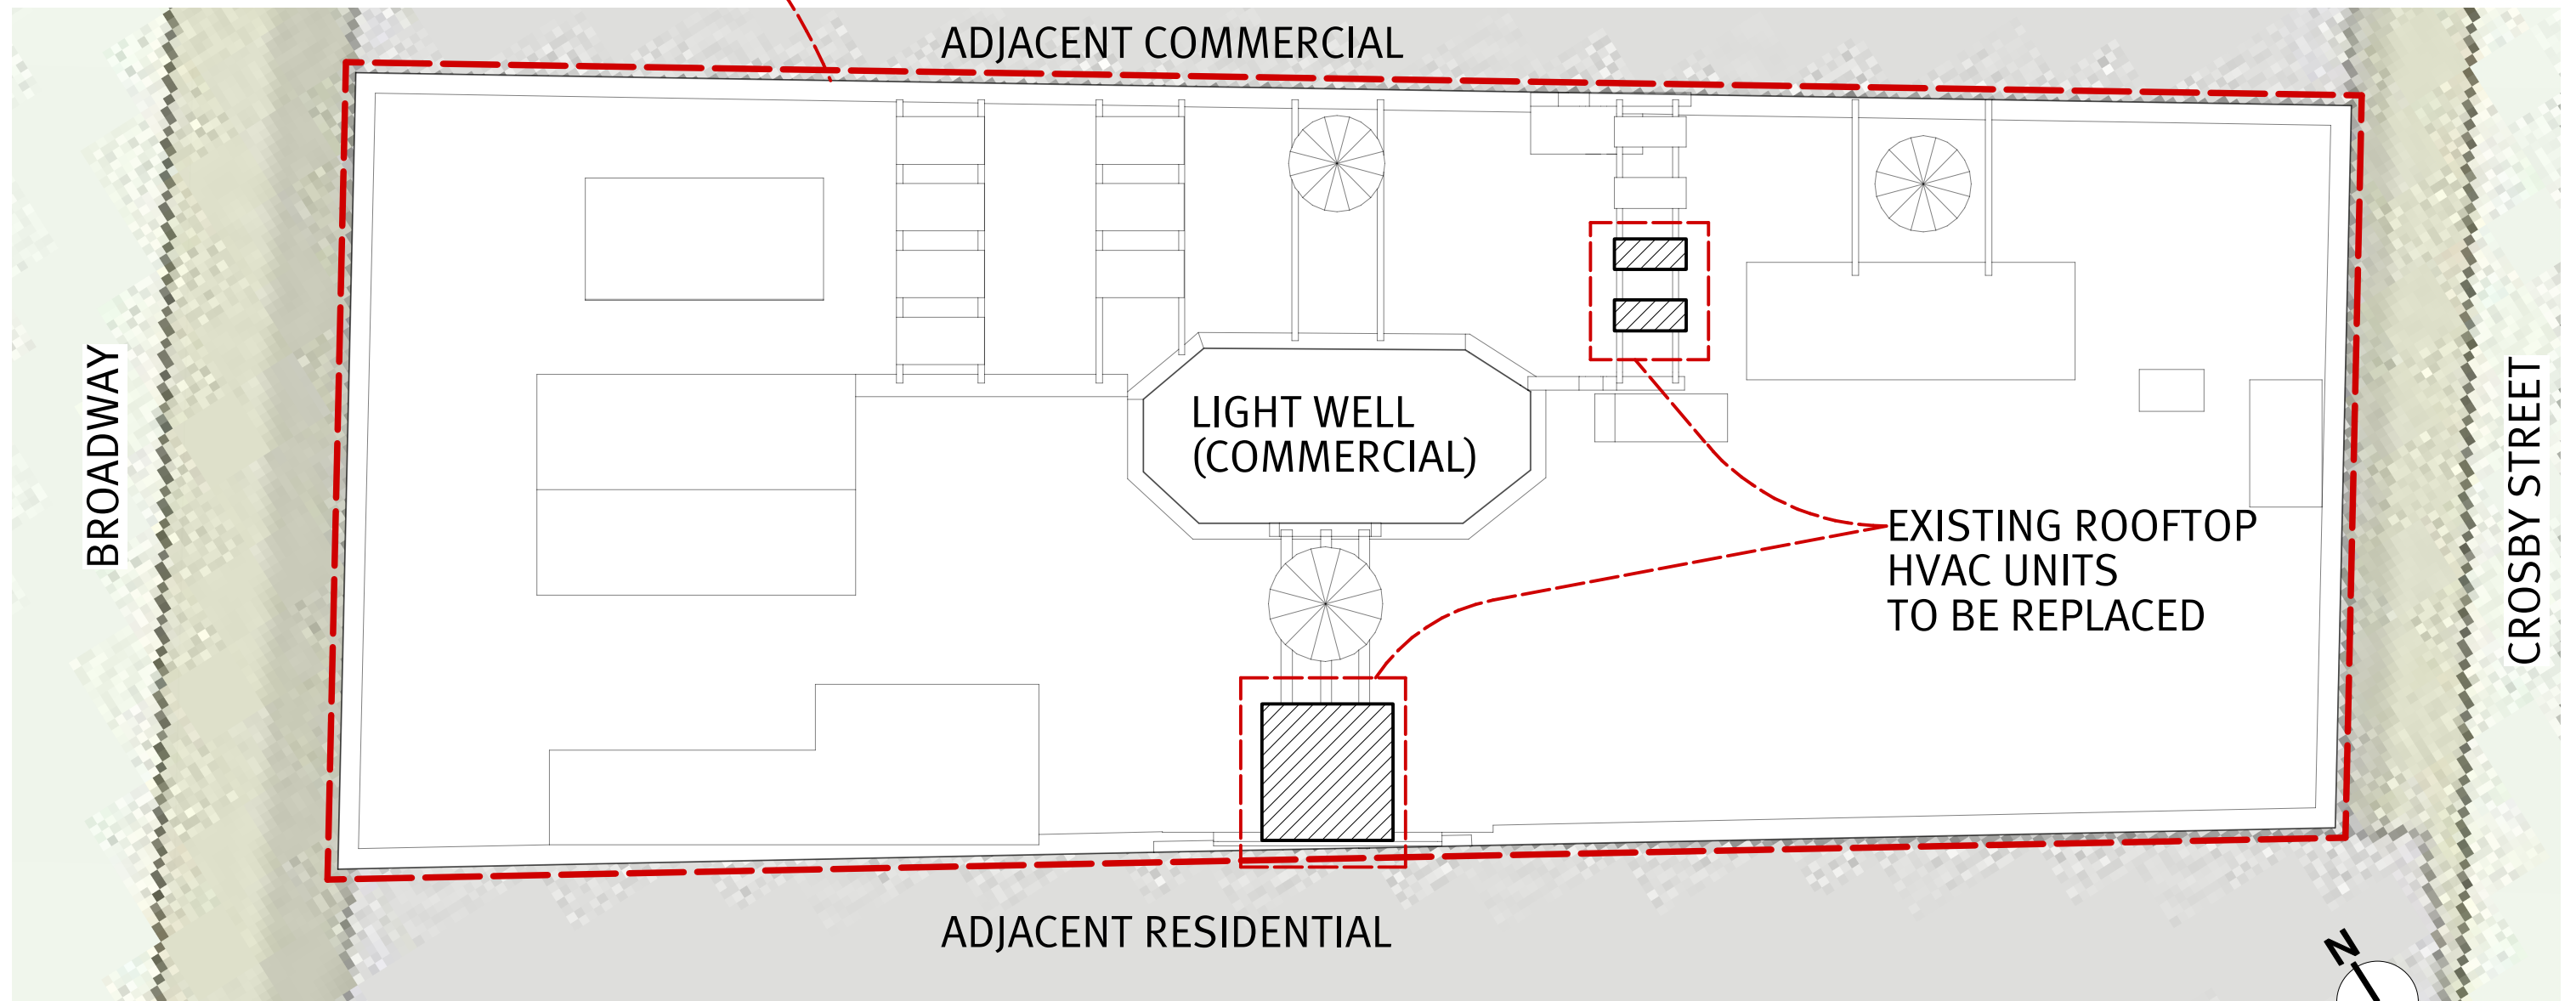 ADJACENT COMMERCIAL
BROADWAY
LIGHT WELL
(COMMERCIAL)
EXISTING ROOFTOP
HVAC UNITS
TO BE REPLACED
CROSBY STREET
ADJACENT RESIDENTIAL
N